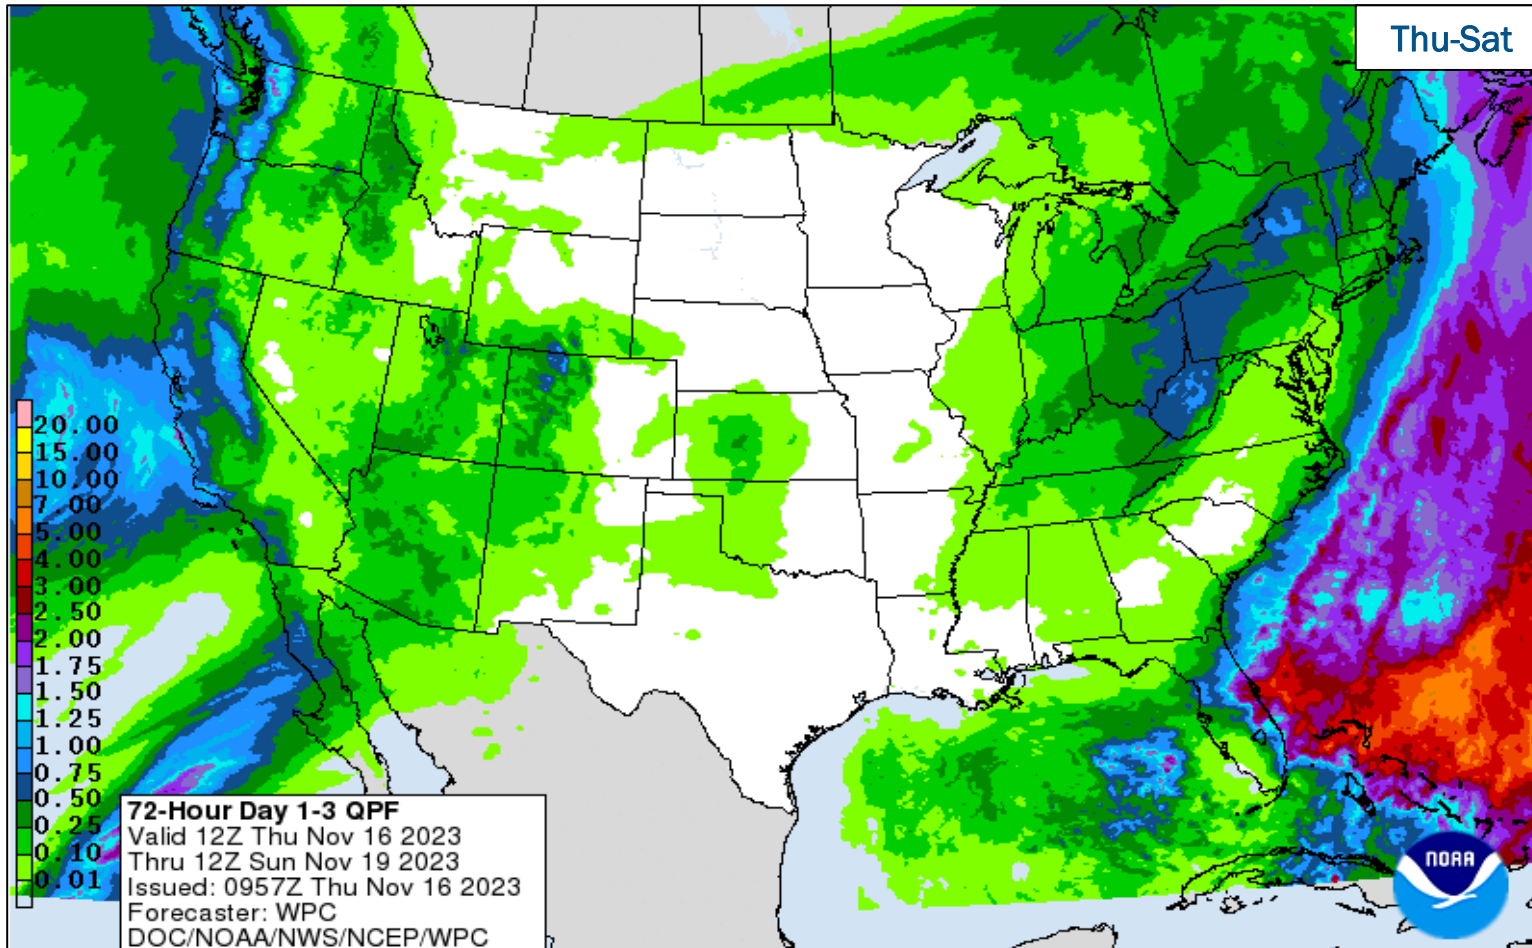 Thu-Sat
20.00
15.00
10.00
7.00
5.00
4.00
3.00
2.50
2.00
1.75
1.50
1.25
1.00
0.75
0.50
0.25
0.10
0.01
72-Hour Day 1-3 QPF
Valid 12Z Thu Nov 16 2023
Thru 12Z Sun Nov 19 2023
Issued: 0957Z Thu Nov 16 2023
Forecaster: WPC
DOC/NOAA/NWS/NCEP/WPC
NOAA